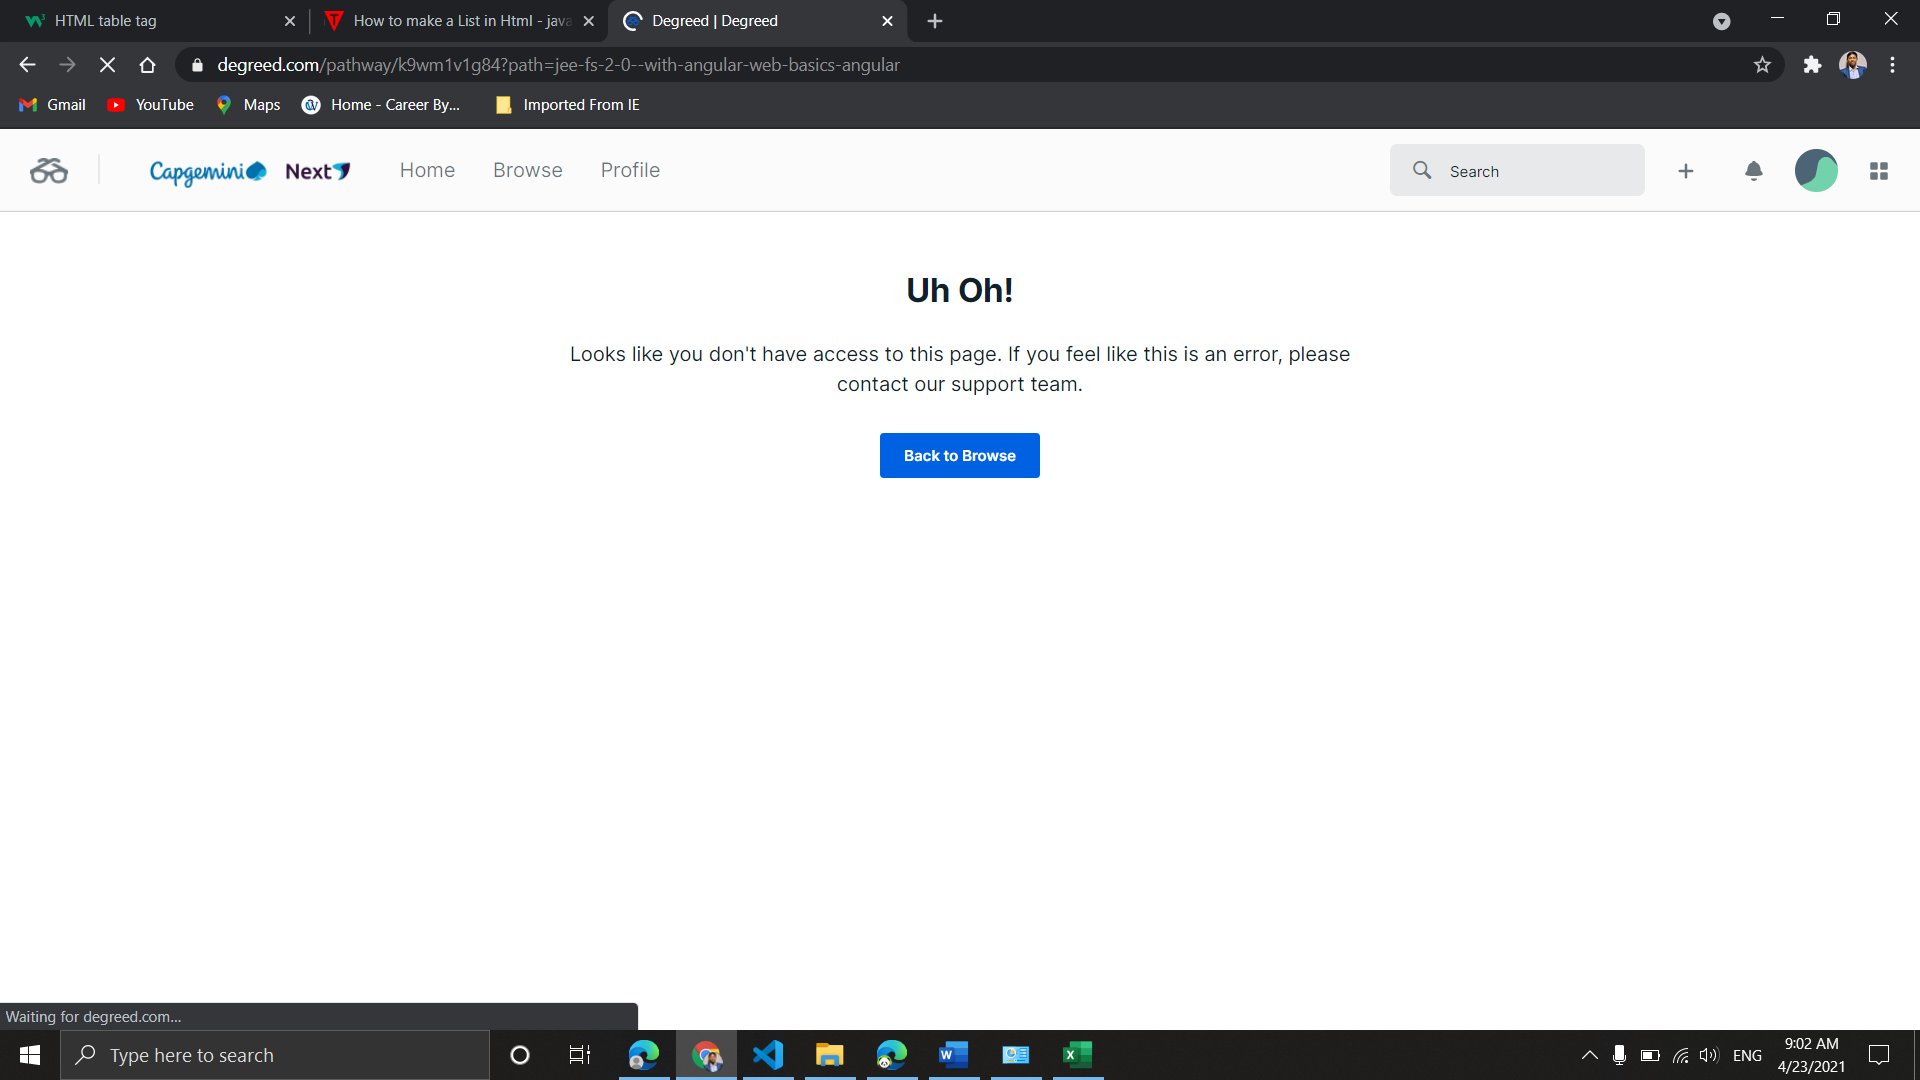 HTML table tag
How to make a List in Html - java
Degreed | Degreed
degreed.com/pathway/k9wm1v1g84?path=jee-fs-2-0--with-angular-web-basics-angular
Gmail
YouTube
Maps
Home - Career By...
Imported From IE
Capgemini
Next
Home
Browse
Profile
Search
Uh Oh!
Looks like you don't have access to this page. If you feel like this is an error, please
contact our support team.
Back to Browse
Waiting for degreed.com...
Type here to search
ENG
9:02 AM
4/23/2021